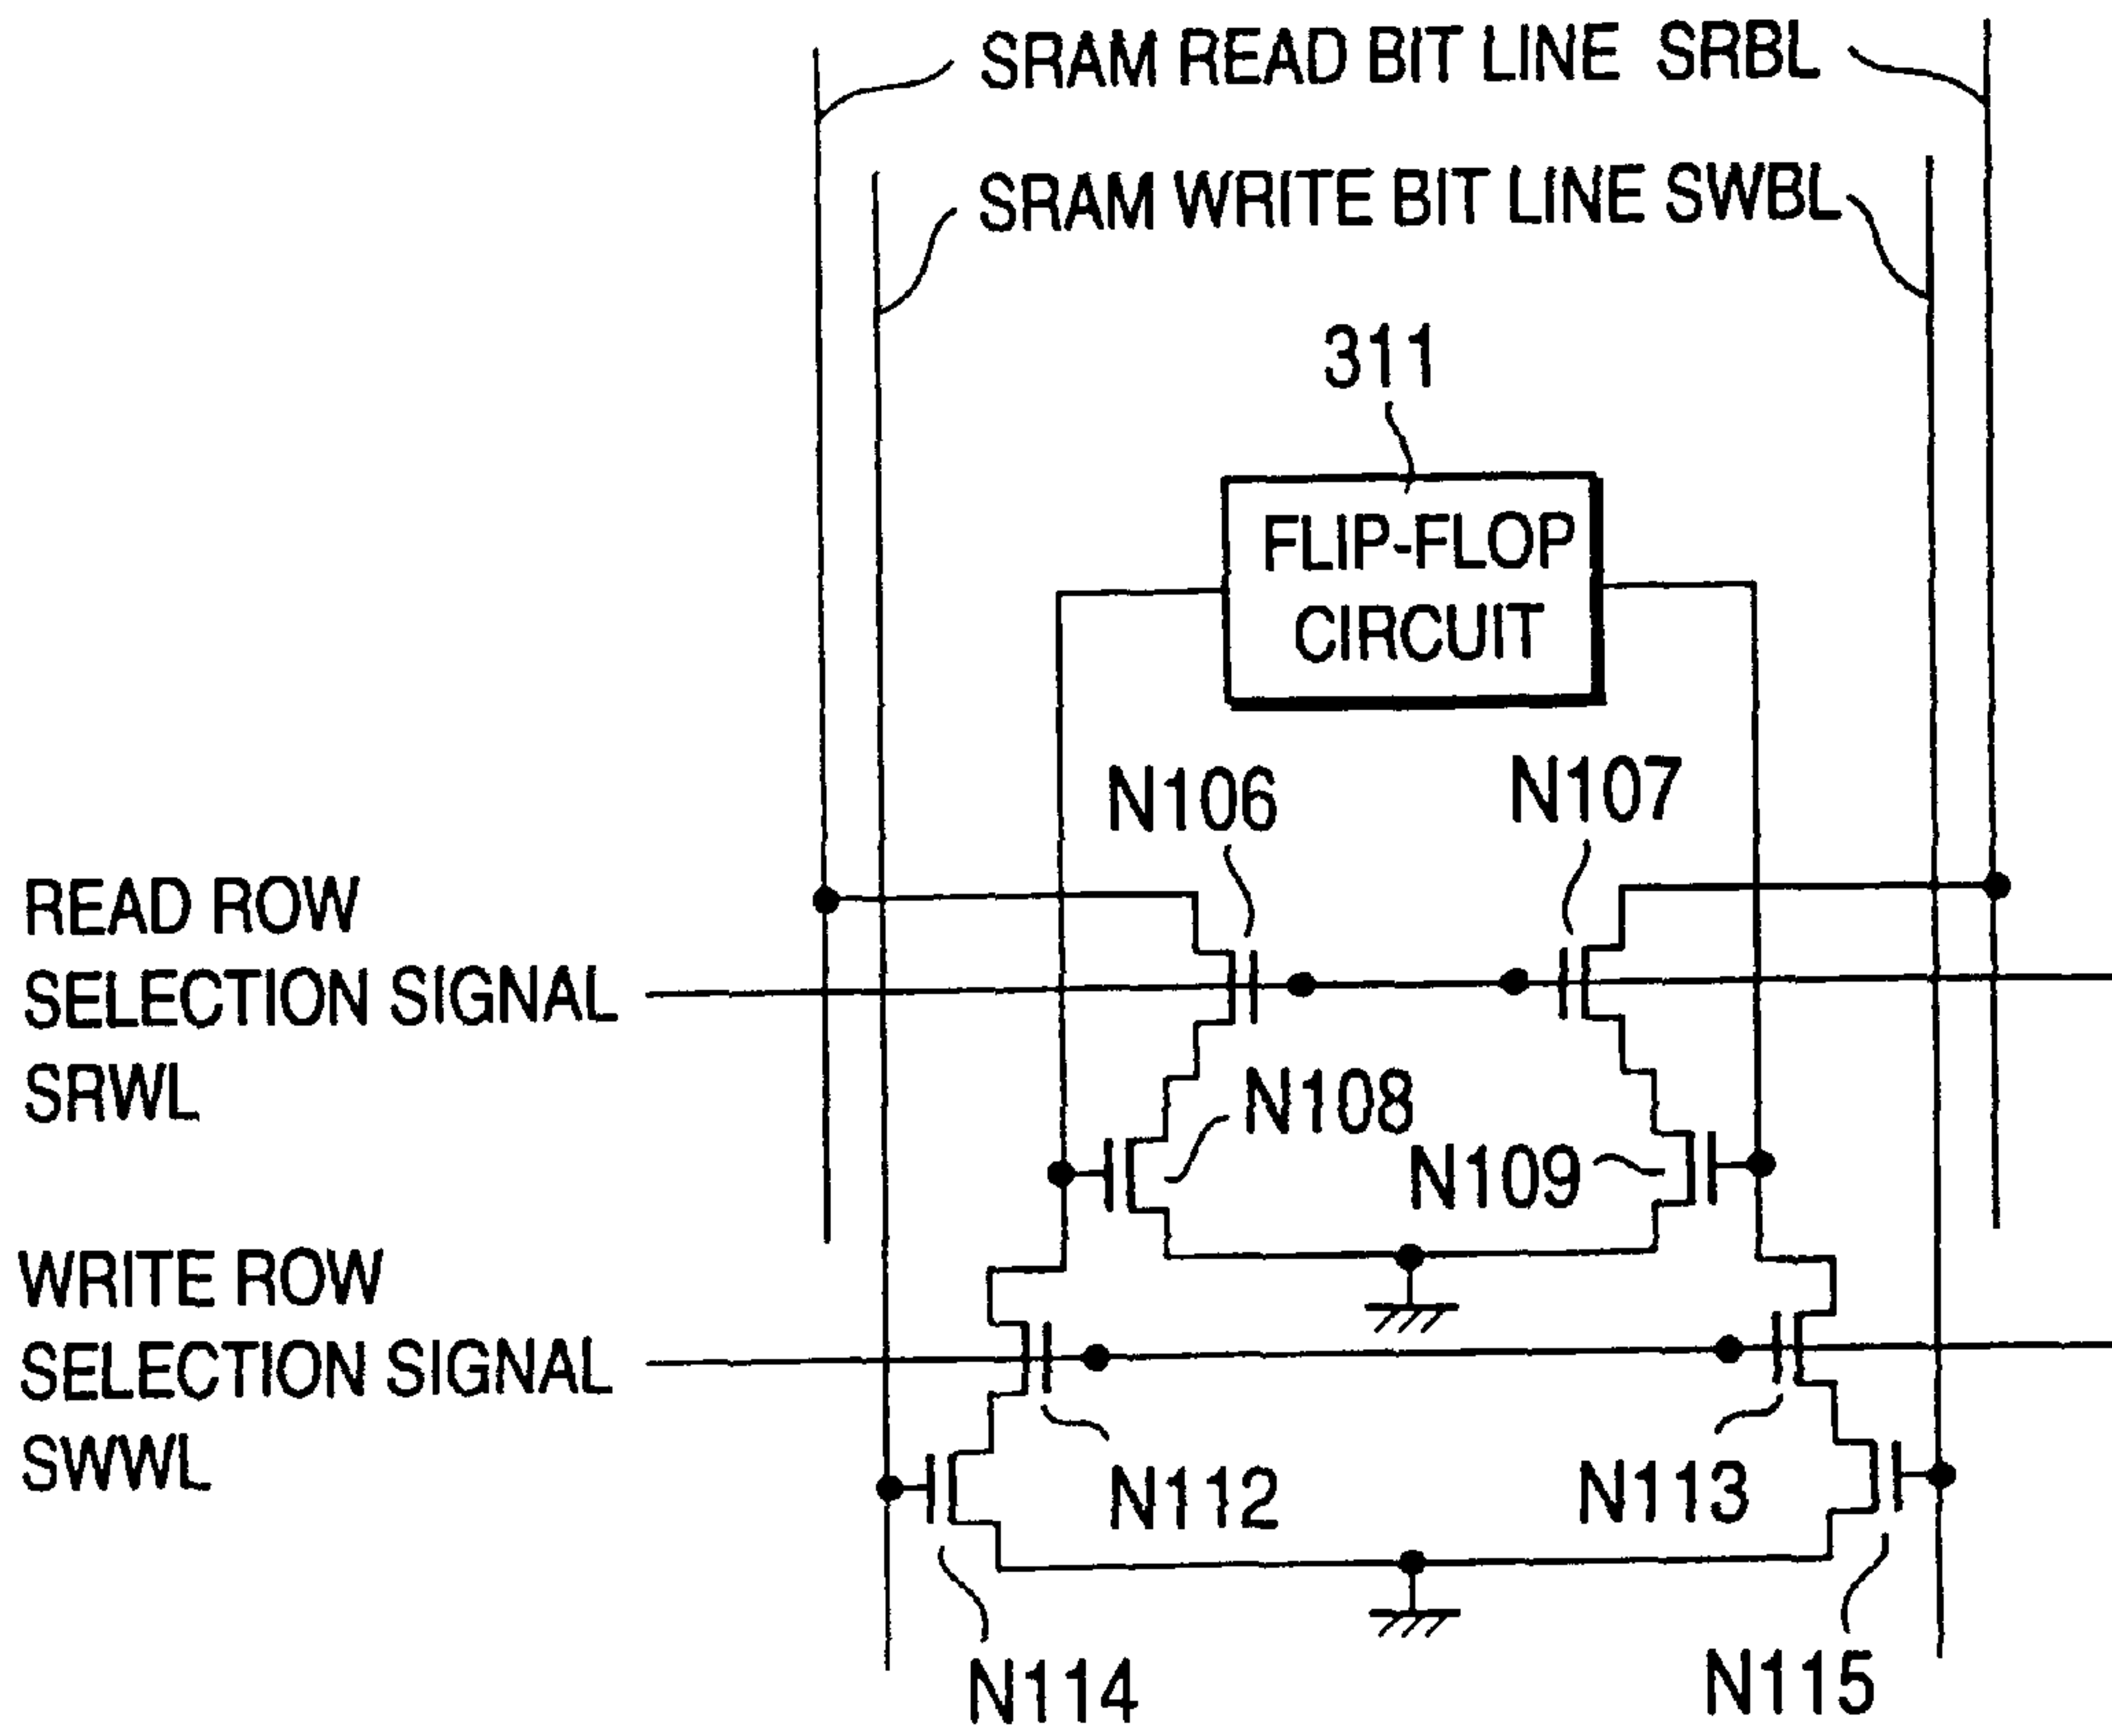 SRAM READ BIT LINE SRBL
SRAM WRITE BIT LINE SWBL
311
FLIP-FLOP
CIRCUIT
N106
N107
READ ROW
SELECTION SIGNAL
SRWL
N108
N109
WRITE ROW
SELECTION SIGNAL
SWWL
N112
N113
N114
N115